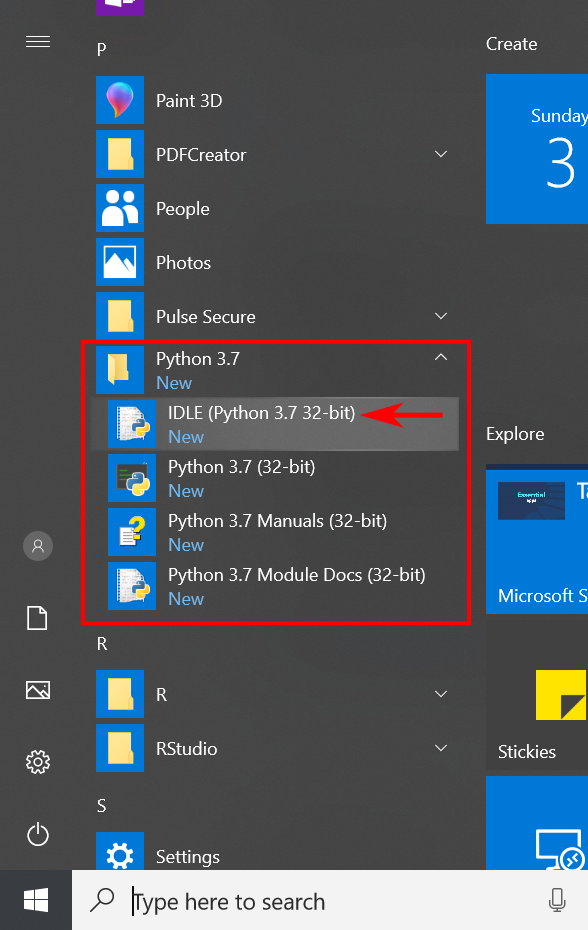 P
Create
Paint 3D
Sunday
3
PDFCreator
People
Photos
Pulse Secure
Python 3.7
New
IDLE (Python 3.7 32-bit)
New
Explore
Python 3.7 (32-bit)
New
Essential
Python 3.7 Manuals (32-bit)
New
Python 3.7 Module Docs (32-bit)
New
Microsoft S
R
R
RStudio
Stickies
S
Settings
Type here to search